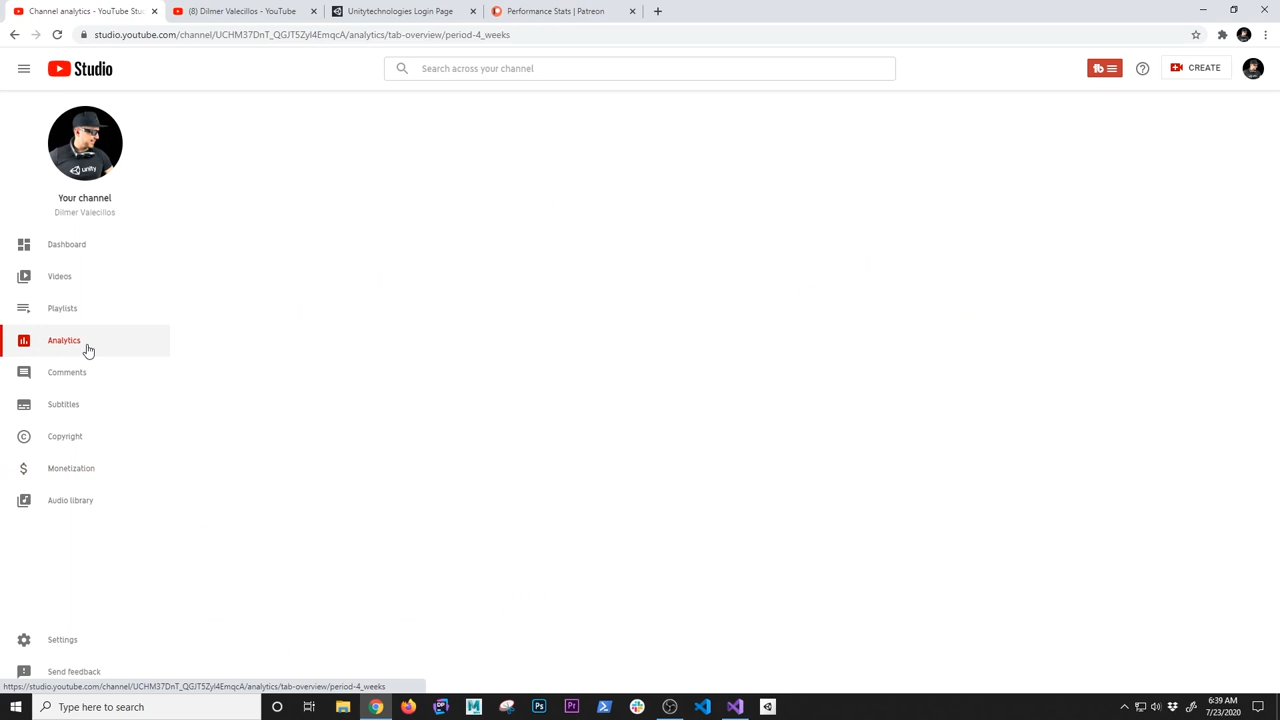 Channel analytics - YouTube Stu
(8) Dilmer Valecillos - YouTube
Unitytechnologies Login Page
Performance Stats | Patreon
studio.youtube.com/channel/UCHM37DnT_QGJT5Zyl4EmqcA/analytics/tab-overview/period-4_weeks
Studio
Search across your channel
tb
CREATE
unity
Your channel
Dilmer Valecillos
Dashboard
Videos
Playlists
Analytics
Comments
Subtitles
Copyright
Monetization
Audio library
Settings
Send feedback
https://studio.youtube.com/channel/UCHM37DnT_QGJT5Zyl4EmqcA/analytics/tab-overview/period-4_weeks
Type here to search
6:39 AM
7/23/2020